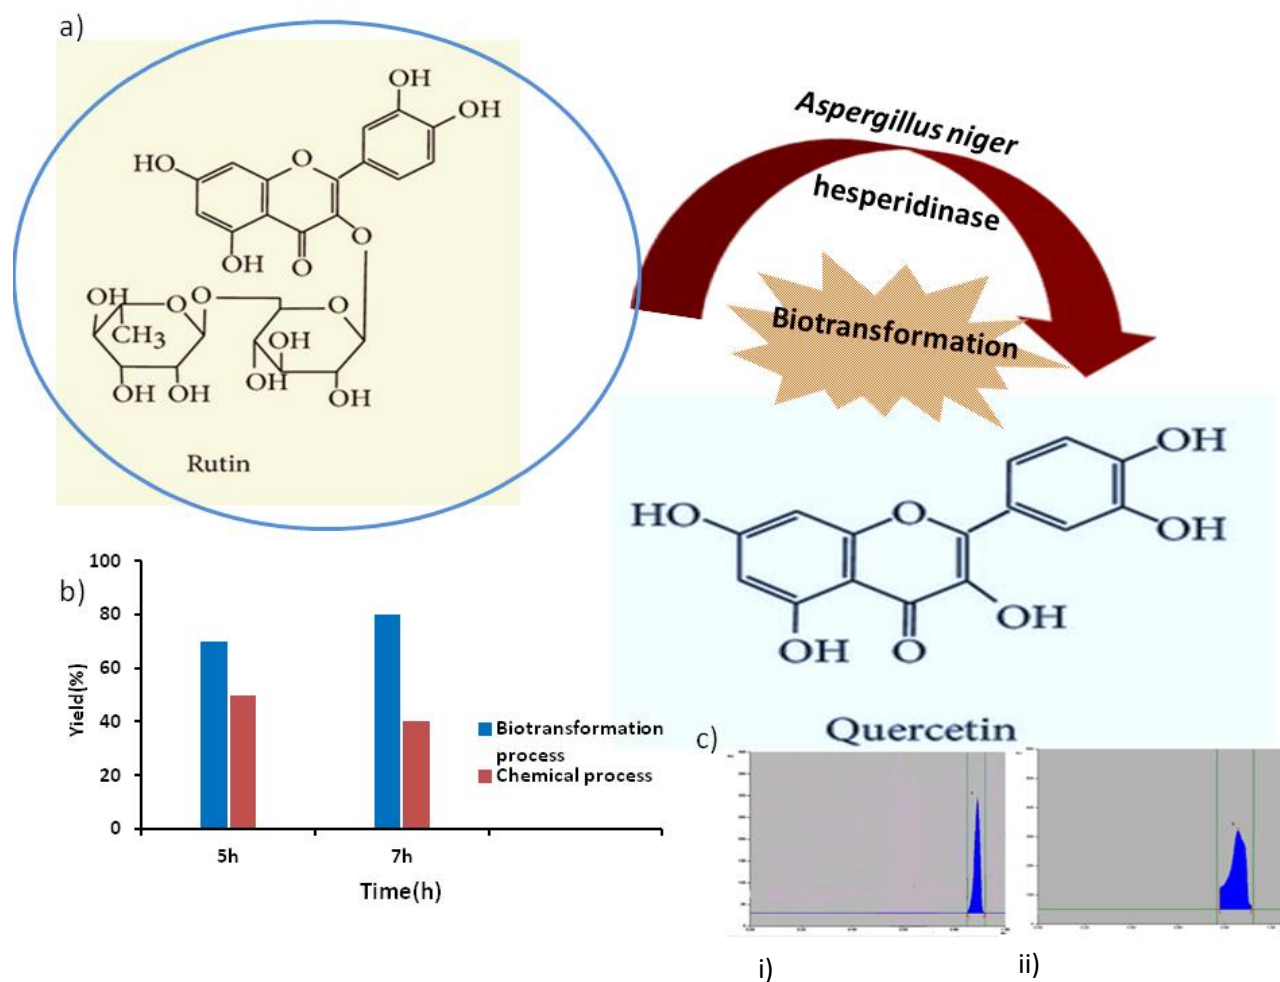 a)
OH
OH
HO
O
O
OH
O
OH
O
O
O
CH3
OH
OH
OH
OH
OH
Rutin
Aspergillus niger
hesperidinase
Biotransformation
OH
HO
O
OH
OH
OH
O
Quercetin
b)
100
80
60
40
20
0
Yield(%)
5h
7h
Time(h)
Biotransformation
process
Chemical process
c)
i)
ii)